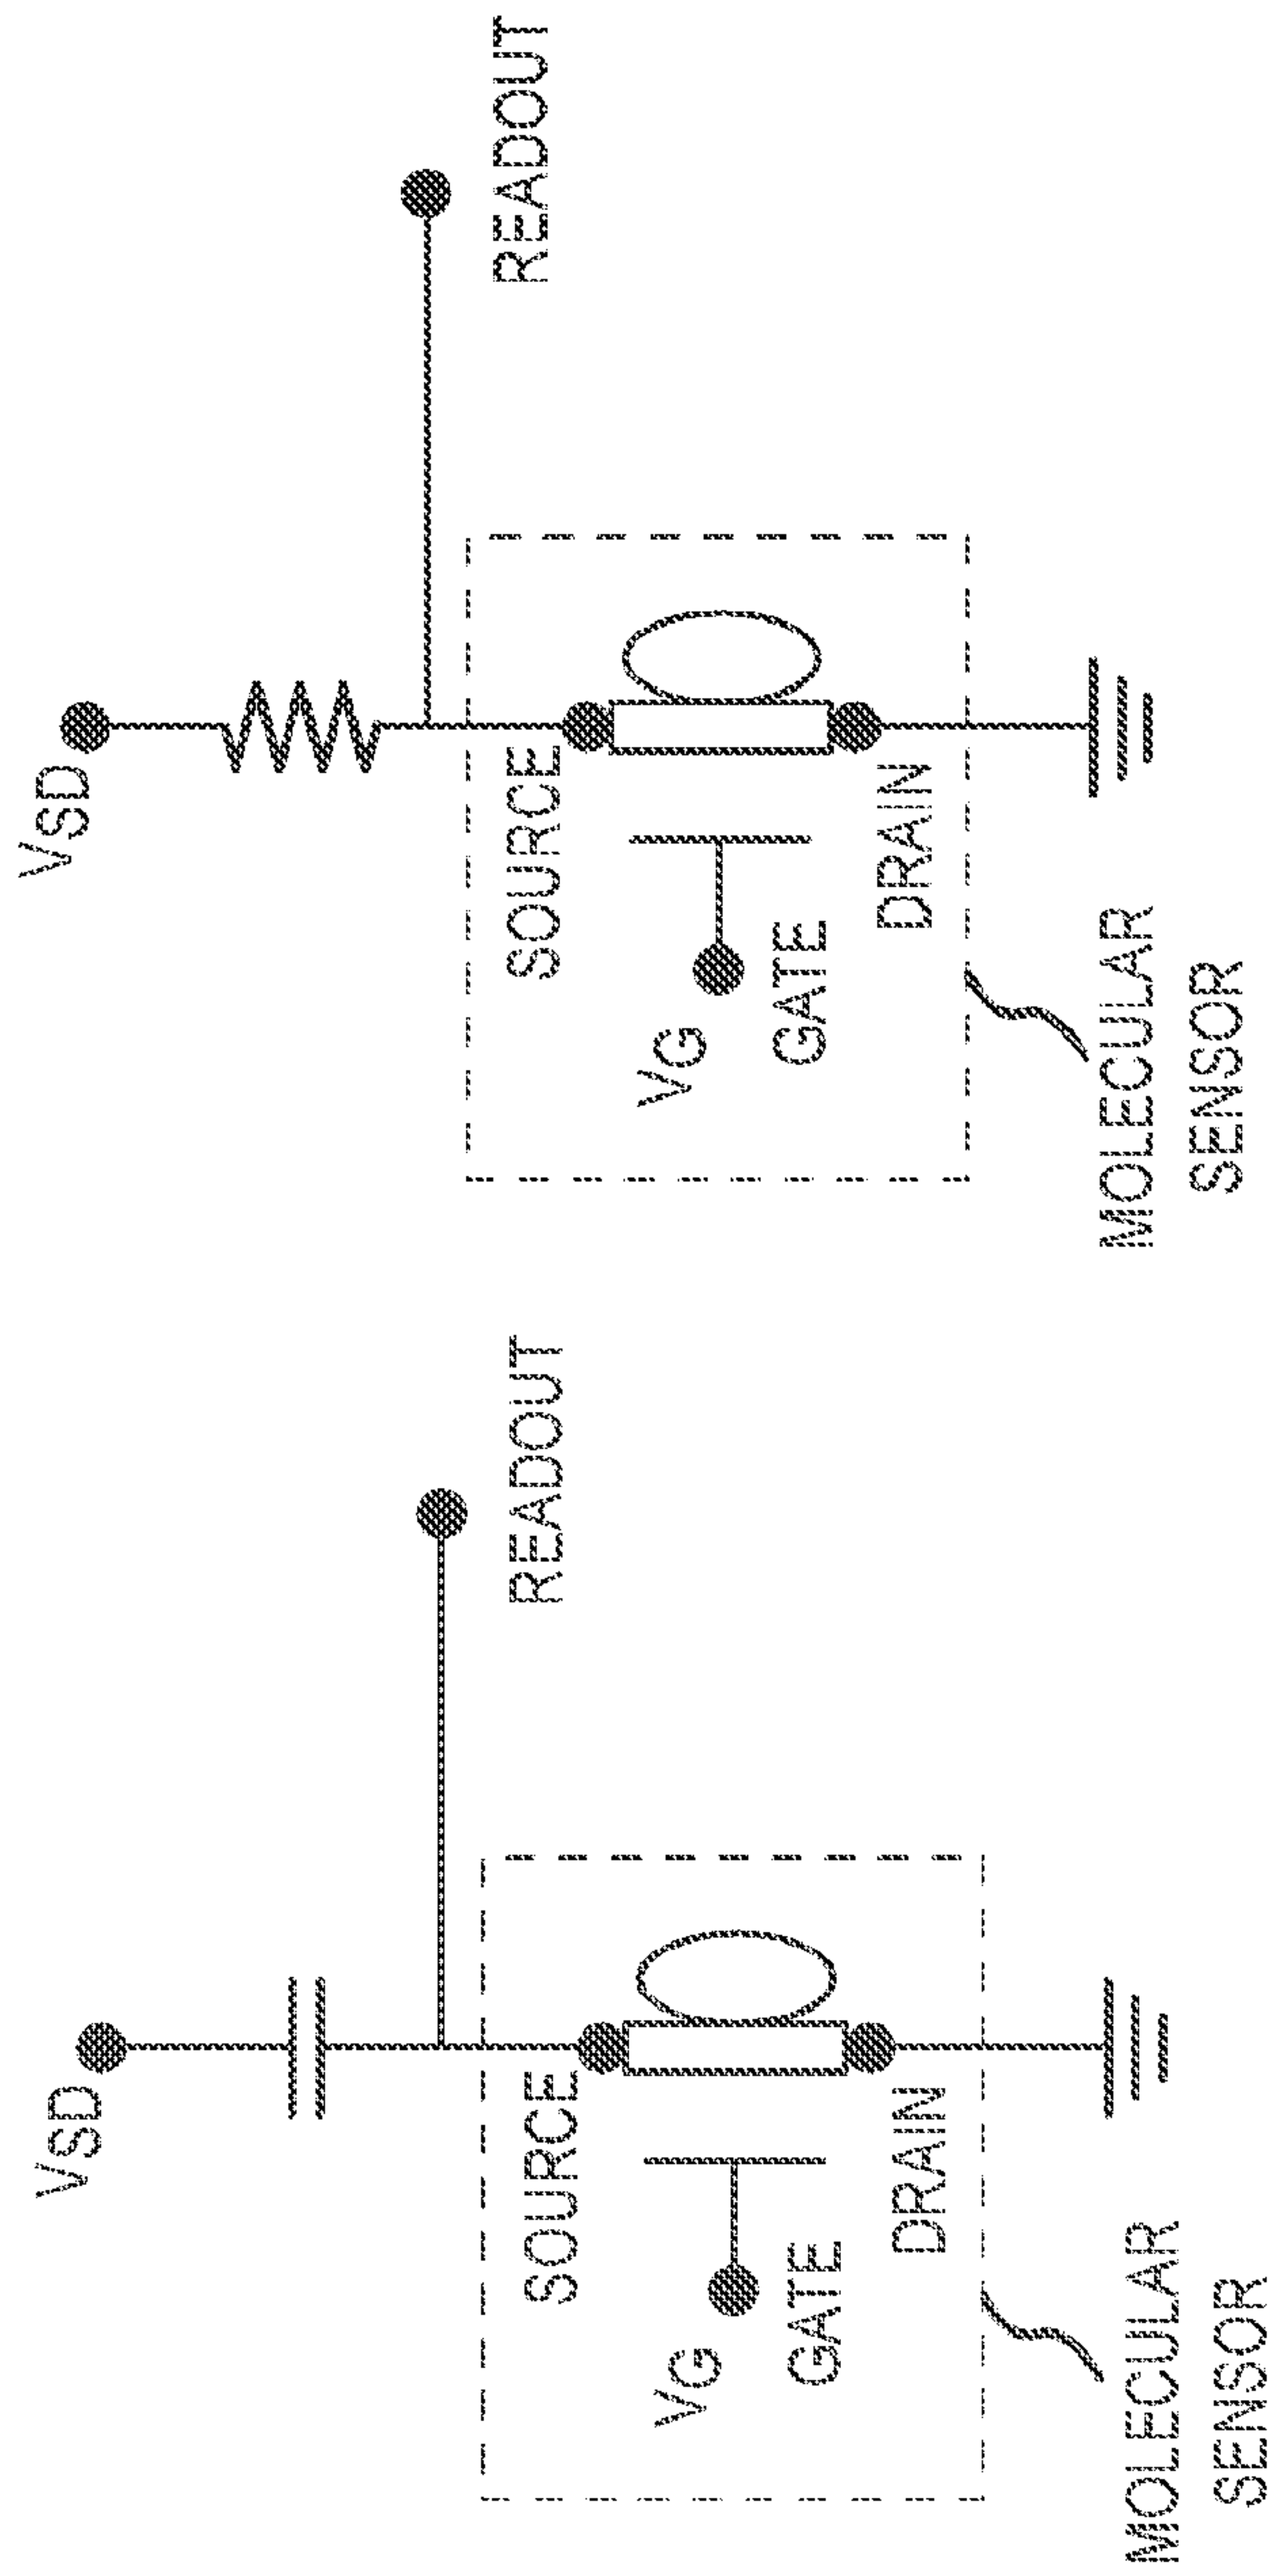 VSD
READOUT
SOURCE
VG
GATE
DRAIN
MOLECULAR
SENSOR
VSD
READOUT
SOURCE
VG
GATE
DRAIN
MOLECULAR
SENSOR